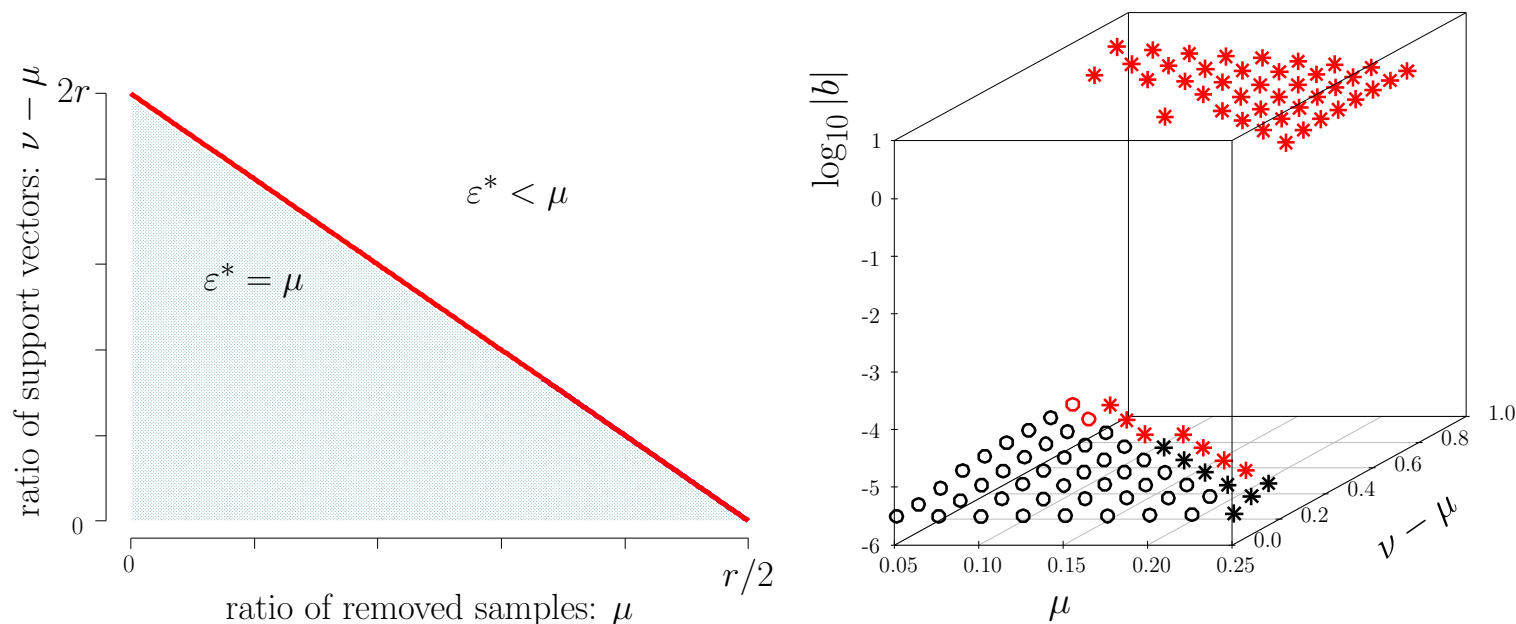 ratio of support vectors: ν − μ
2r
0
ε* < μ
ε* = μ
0
r/2
ratio of removed samples: μ
log₁₀ |b|
1
0
-1
-2
-3
-4
-5
-6
0.05
0.10
0.15
0.20
0.25
μ
0.0
0.2
0.4
0.6
0.8
1.0
ν − μ